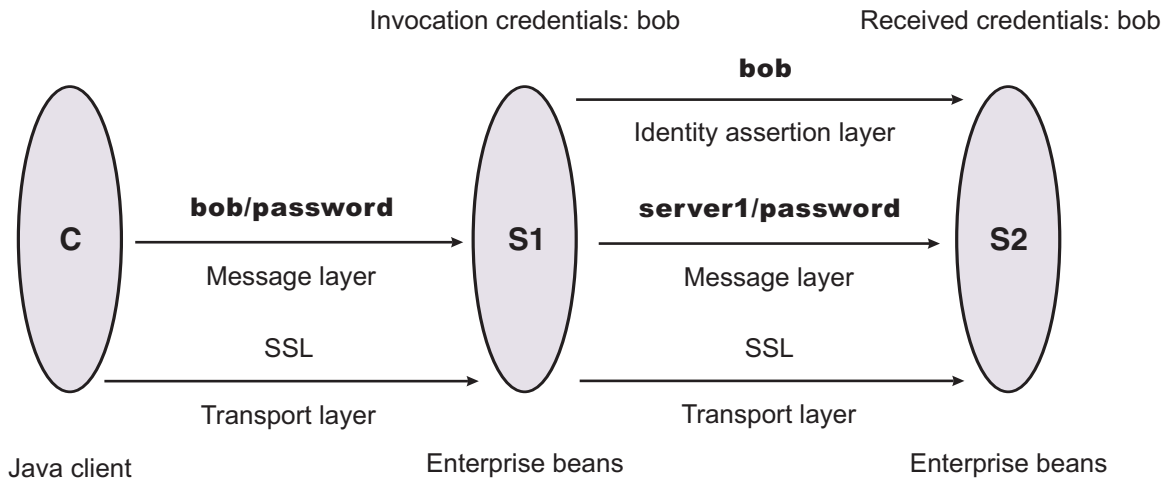 Invocation credentials: bob
Received credentials: bob
bob
Identity assertion layer
bob/password
server1/password
C
S1
S2
Message layer
Message layer
SSL
SSL
Transport layer
Transport layer
Java client
Enterprise beans
Enterprise beans